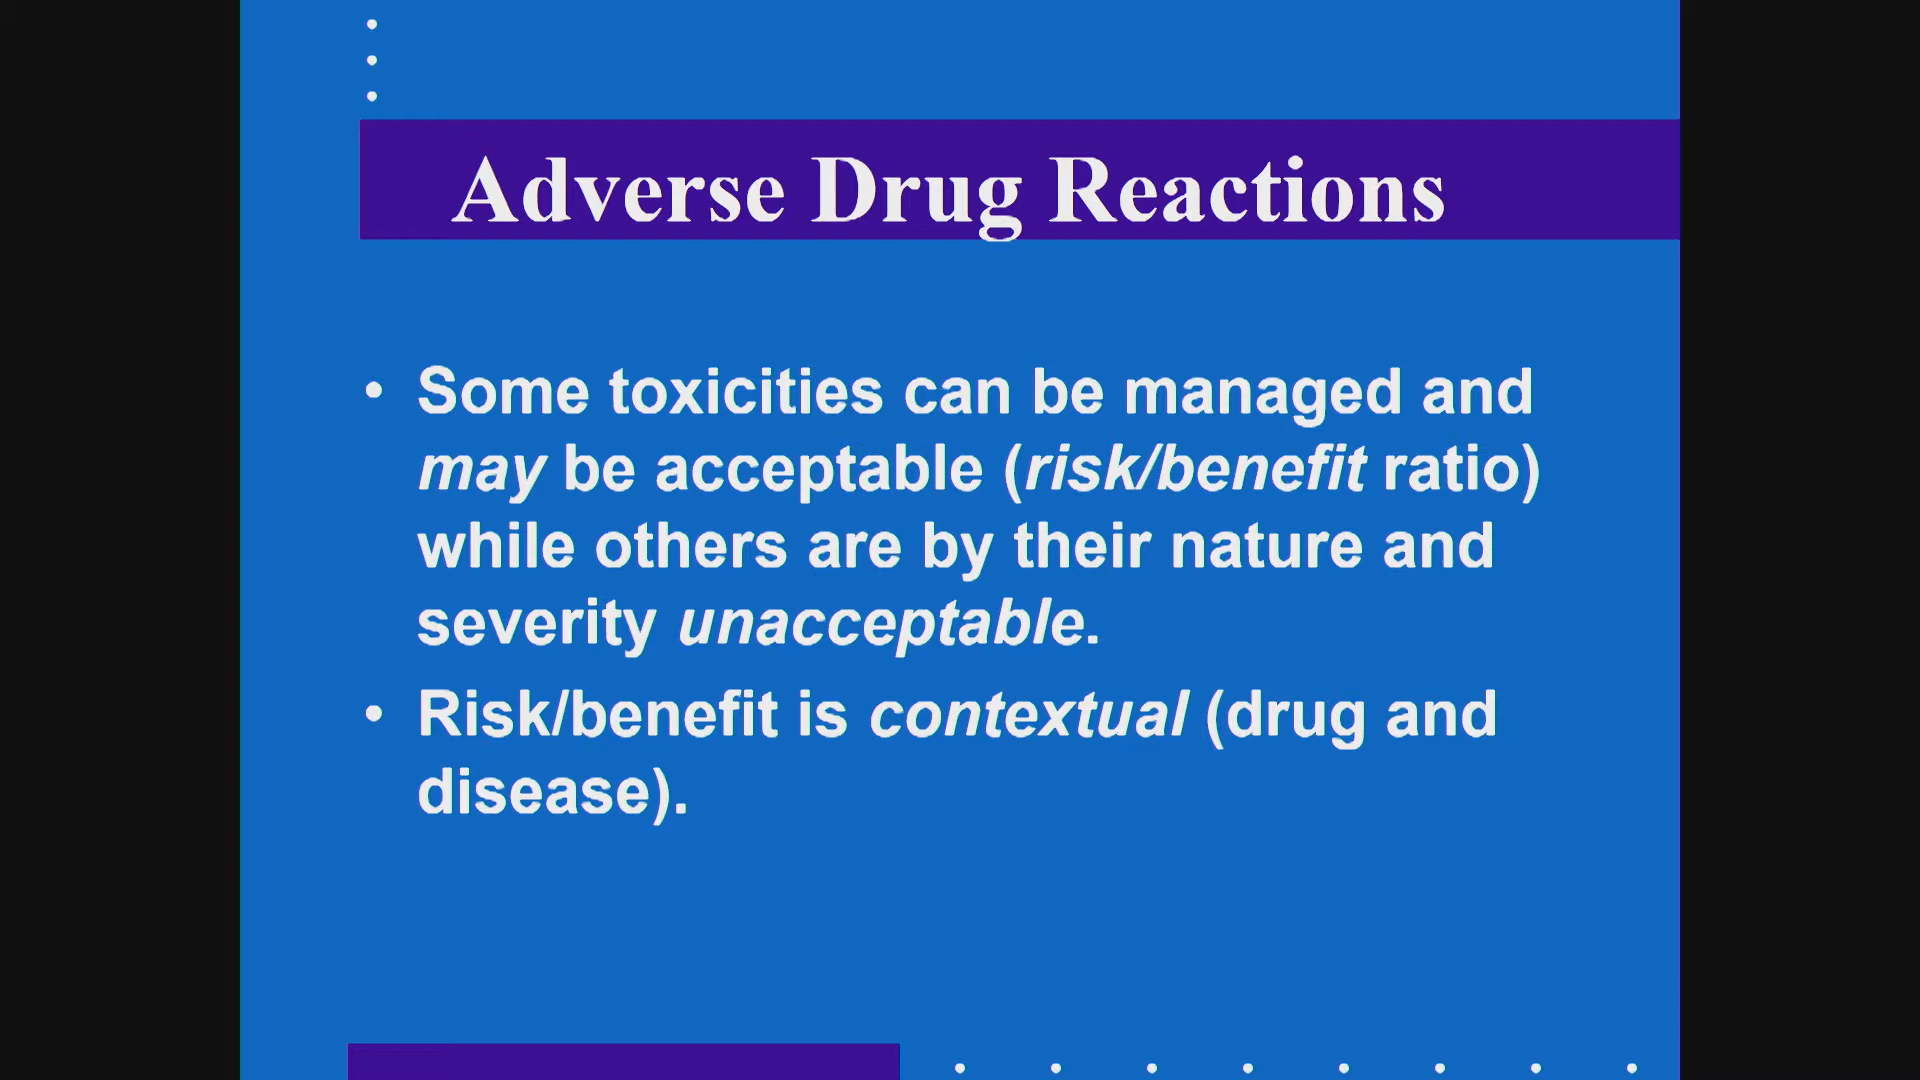 Adverse Drug Reactions
• Some toxicities can be managed and
may be acceptable (risk/benefit ratio)
while others are by their nature and
severity unacceptable.
• Risk/benefit is contextual (drug and
disease).